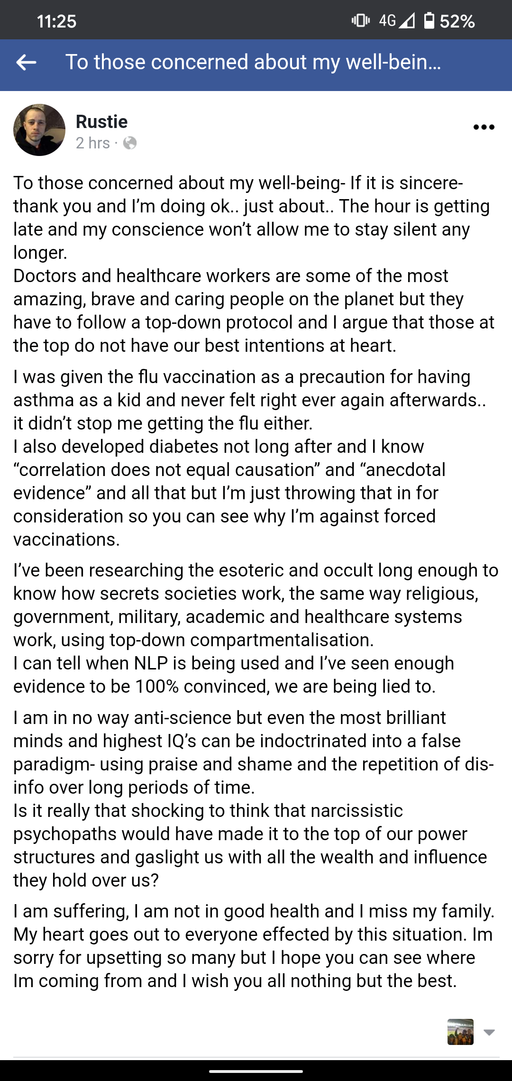 11:25
4G
52%
To those concerned about my well-bein...
Rustie
2 hrs ·
To those concerned about my well-being- If it is sincere-
thank you and I'm doing ok.. just about.. The hour is getting
late and my conscience won't allow me to stay silent any
longer.
Doctors and healthcare workers are some of the most
amazing, brave and caring people on the planet but they
have to follow a top-down protocol and I argue that those at
the top do not have our best intentions at heart.
I was given the flu vaccination as a precaution for having
asthma as a kid and never felt right ever again afterwards..
it didn't stop me getting the flu either.
I also developed diabetes not long after and I know
“correlation does not equal causation” and “anecdotal
evidence” and all that but I'm just throwing that in for
consideration so you can see why I'm against forced
vaccinations.
I've been researching the esoteric and occult long enough to
know how secrets societies work, the same way religious,
government, military, academic and healthcare systems
work, using top-down compartmentalisation.
I can tell when NLP is being used and I've seen enough
evidence to be 100% convinced, we are being lied to.
I am in no way anti-science but even the most brilliant
minds and highest IQ's can be indoctrinated into a false
paradigm- using praise and shame and the repetition of dis-
info over long periods of time.
Is it really that shocking to think that narcissistic
psychopaths would have made it to the top of our power
structures and gaslight us with all the wealth and influence
they hold over us?
I am suffering, I am not in good health and I miss my family.
My heart goes out to everyone effected by this situation. Im
sorry for upsetting so many but I hope you can see where
Im coming from and I wish you all nothing but the best.